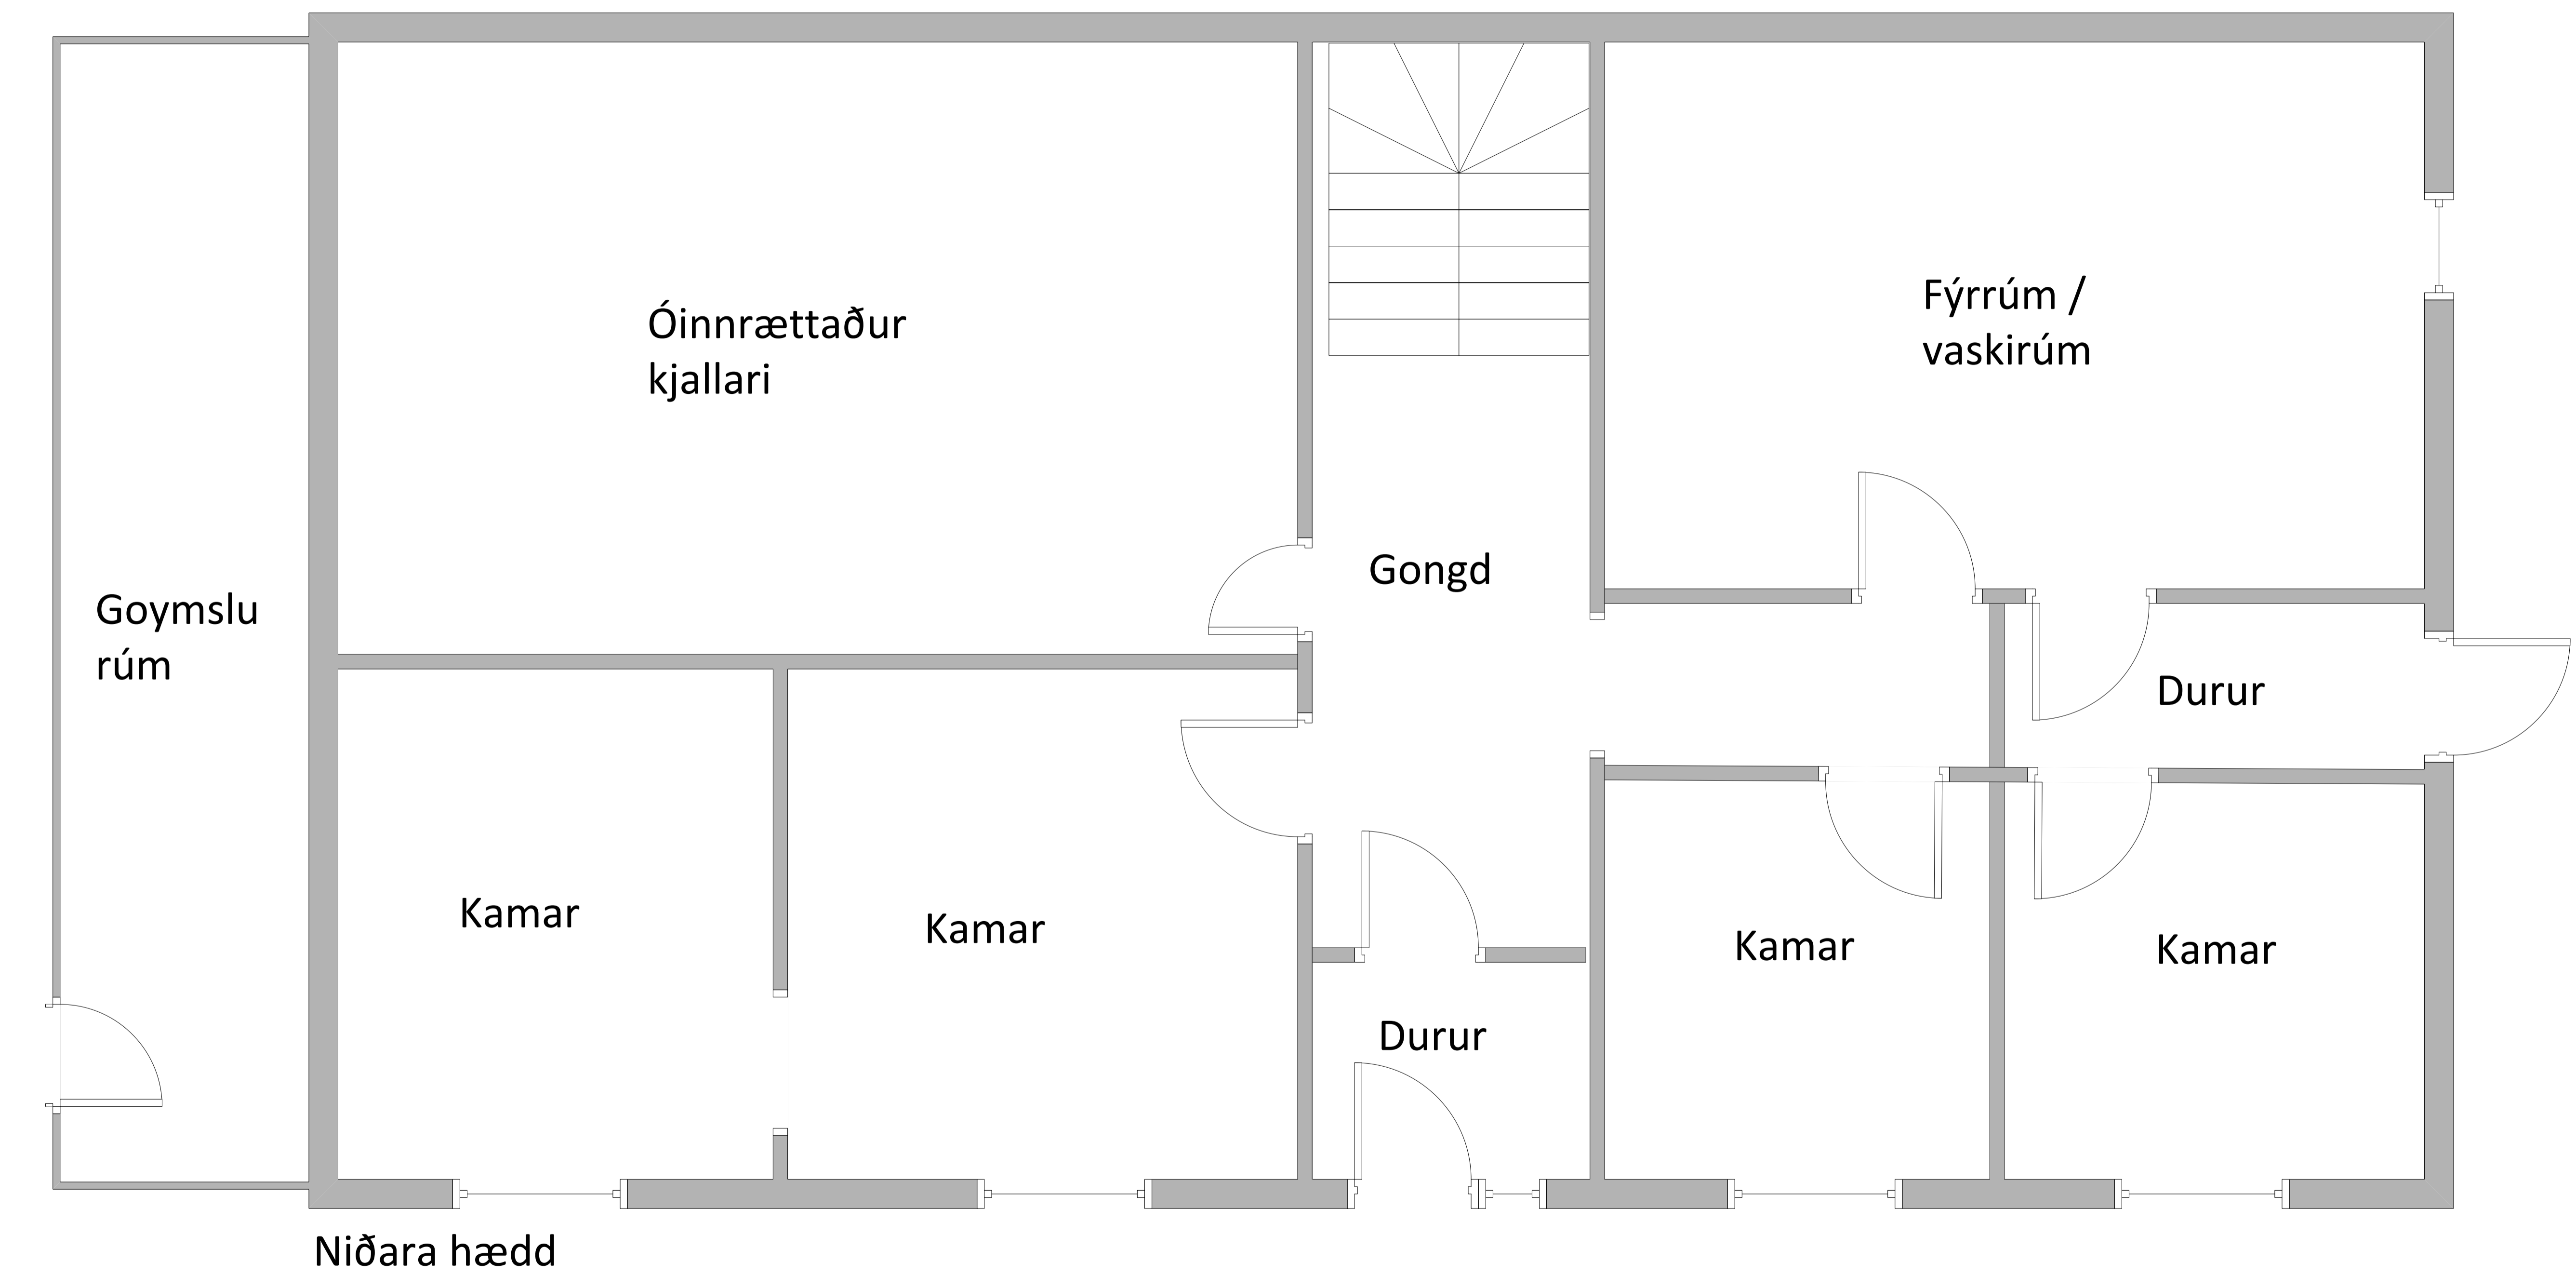 Óinnrættaður
kjallari
Fýrrúm /
vaskirúm
Gongd
Goymslu
rúm
Durur
Kamar
Kamar
Kamar
Kamar
Durur
Niðara hædd